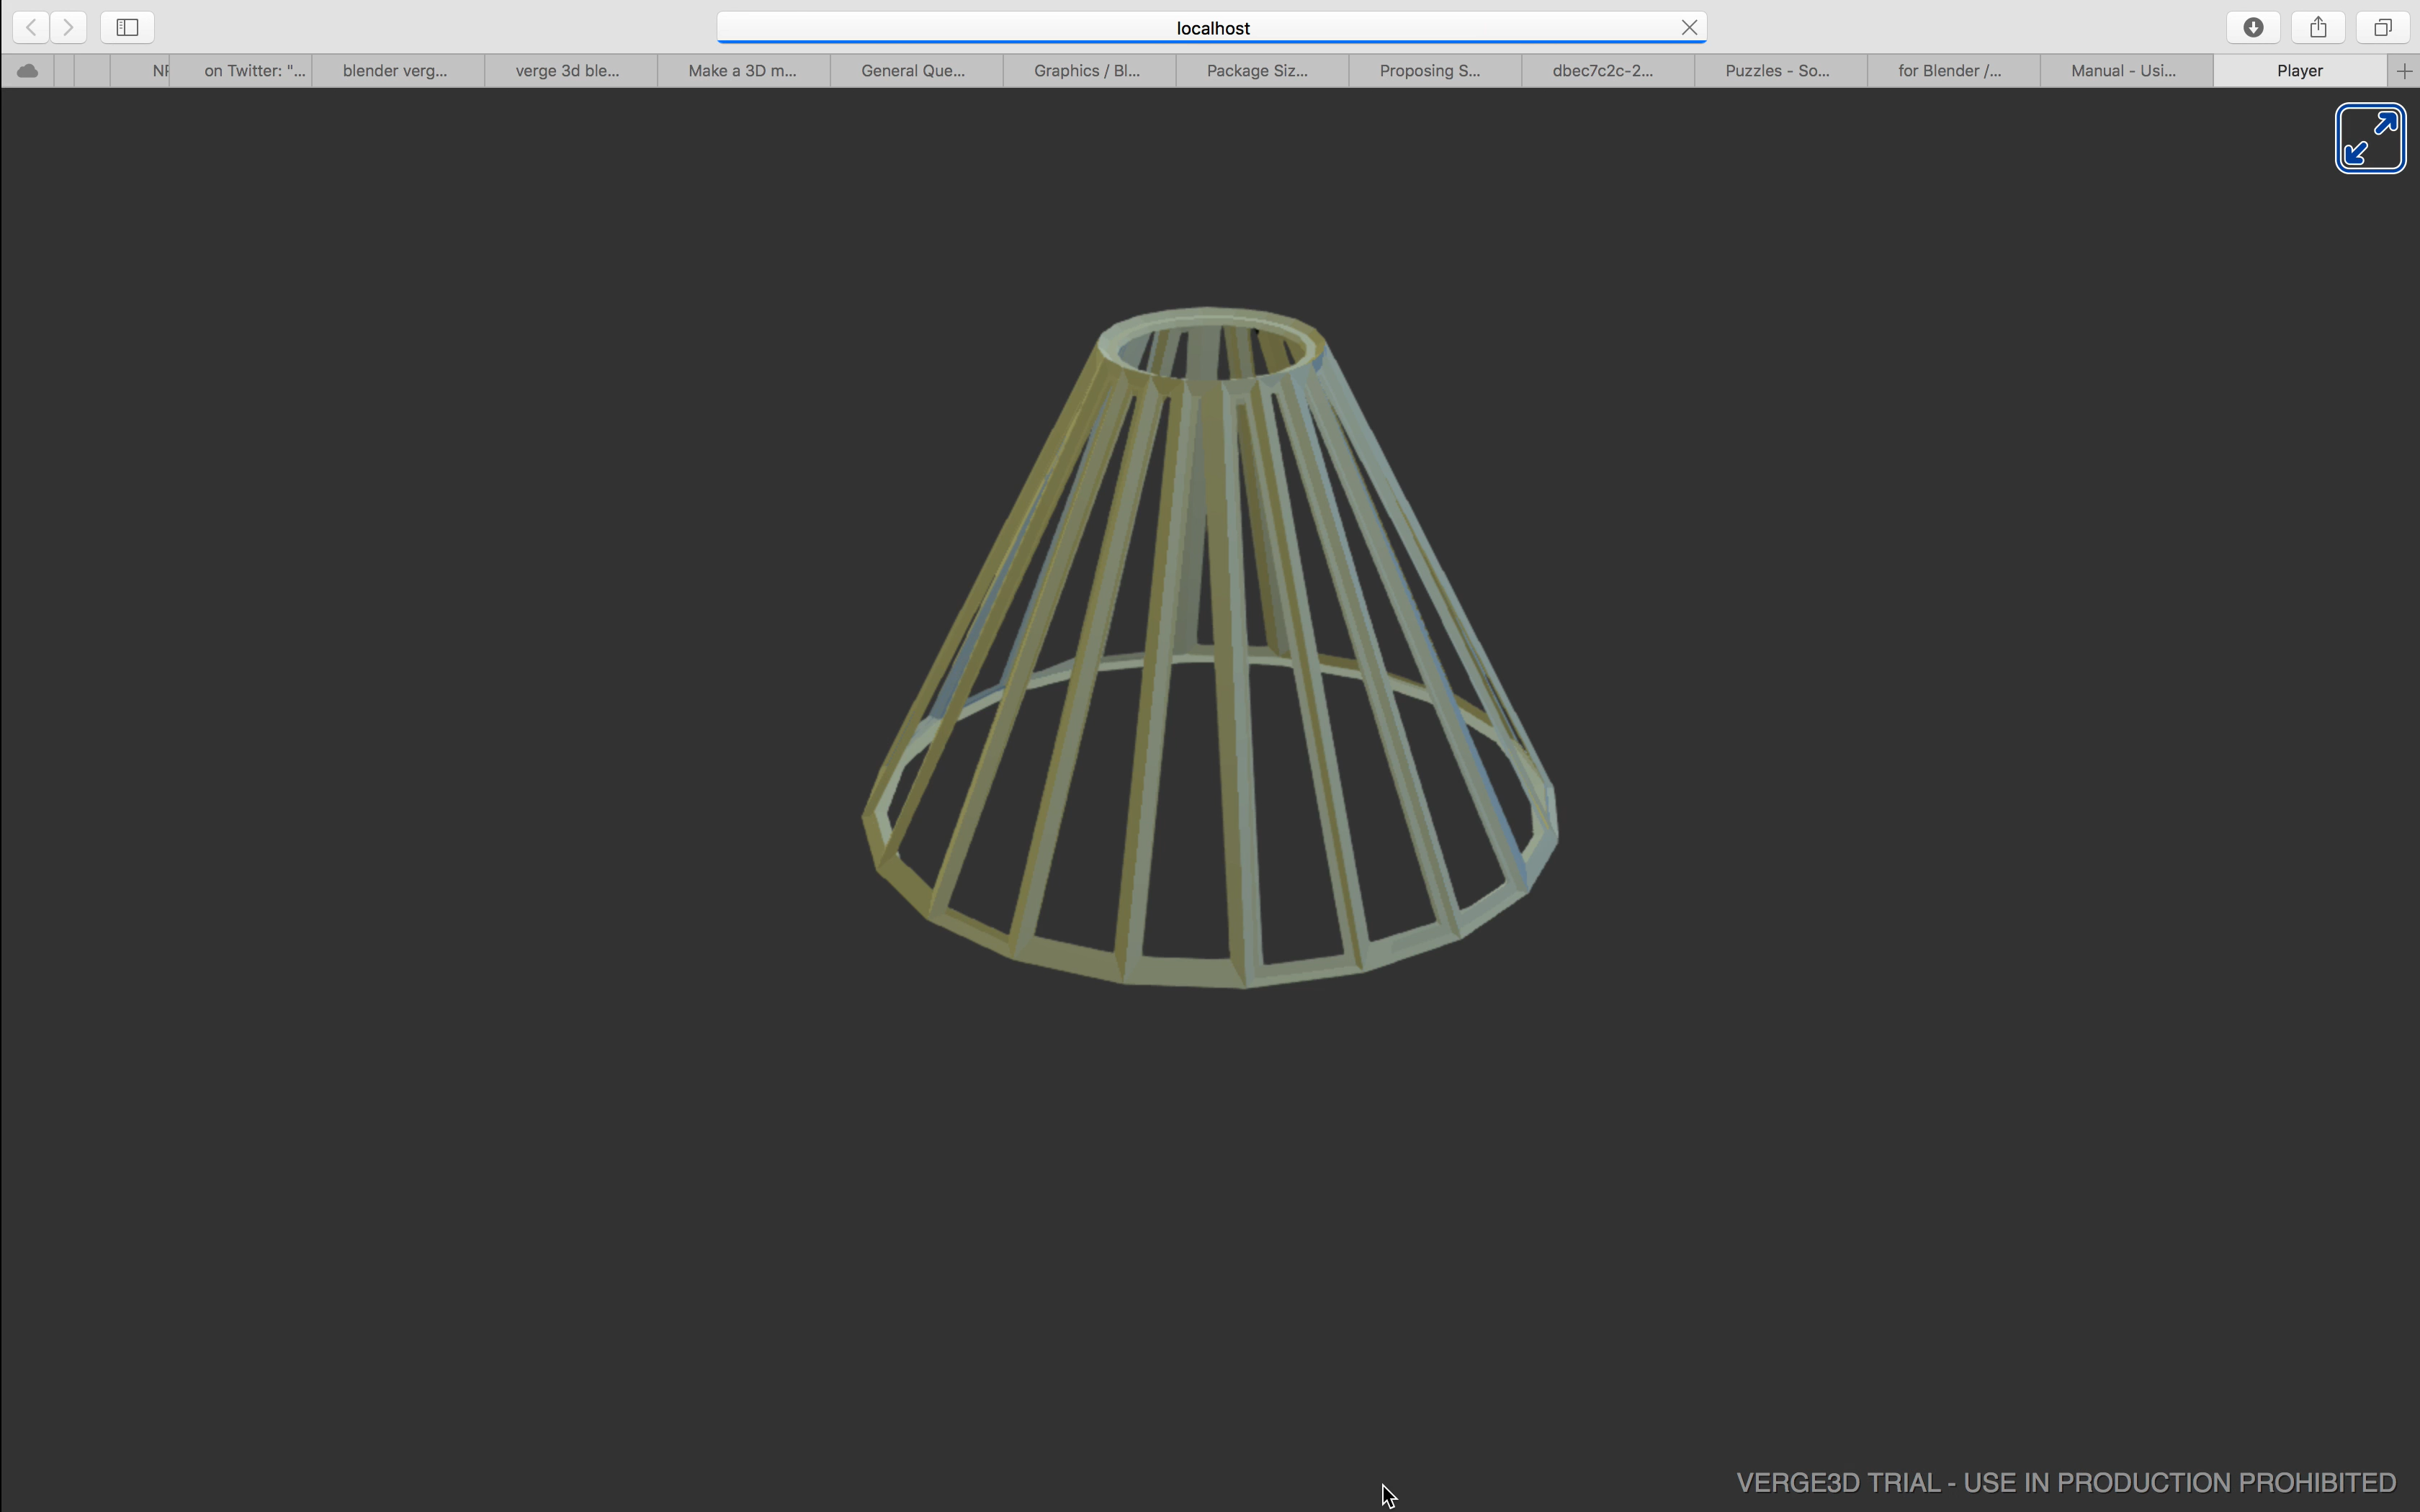 localhost
NF
on Twitter: "...
blender verg...
verge 3d ble...
Make a 3D m...
General Que...
Graphics / Bl...
Package Siz...
Proposing S...
dbec7c2c-2...
Puzzles - So...
for Blender /...
Manual - Usi...
Player
VERGE3D TRIAL - USE IN PRODUCTION PROHIBITED